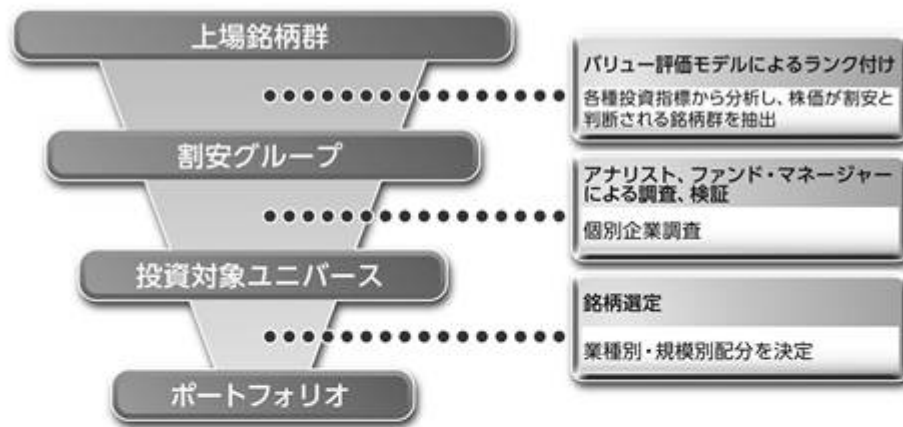 上場銘柄群
バリュー評価モデルによるランク付け
各種投資指標から分析し、株価が割安と
判断される銘柄群を抽出
割安グループ
アナリスト、ファンド・マネージャー
による調査、検証
個別企業調査
投資対象ユニバース
銘柄選定
業種別・規模別配分を決定
ポートフォリオ